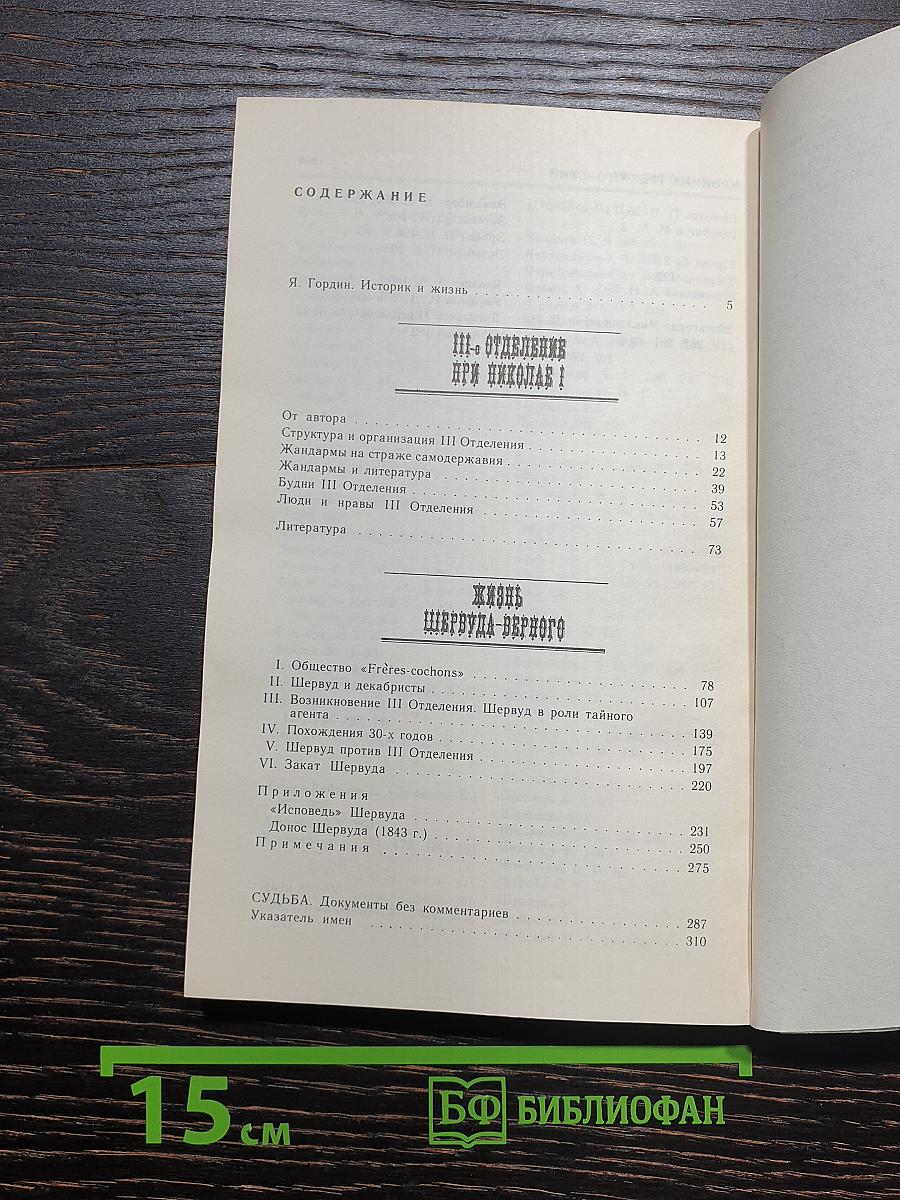 СОДЕРЖАНИЕ
Я. Гордин. Историк и жизнь . . . . 5
III-е ОТДЕЛЕНИЕ
ПРИ НИКОЛАЕ I
От автора . . . . 12
Структура и организация III Отделения . . . . 13
Жандармы на страже самодержавия . . . . 22
Жандармы и литература . . . . 39
Будни III Отделения . . . . 53
Люди и нравы III Отделения . . . . 57
Литература . . . . 73
ЖИЗНЬ
ШЕРВУДА-ВЕРНОГО
I. Общество «Frères-cochons» . . . . 78
II. Шервуд и декабристы . . . . 107
III. Возникновение III Отделения. Шервуд в роли тайного
агента . . . . 139
IV. Похождения 30-х годов . . . . 175
V. Шервуд против III Отделения . . . . 197
VI. Закат Шервуда . . . . 220
Приложения
«Исповедь» Шервуда . . . . 231
Донос Шервуда (1843 г.) . . . . 250
Примечания . . . . 275
СУДЬБА. Документы без комментариев . . . . 287
Указатель имен . . . . 310
15 см
БФ БИБЛИОФАН